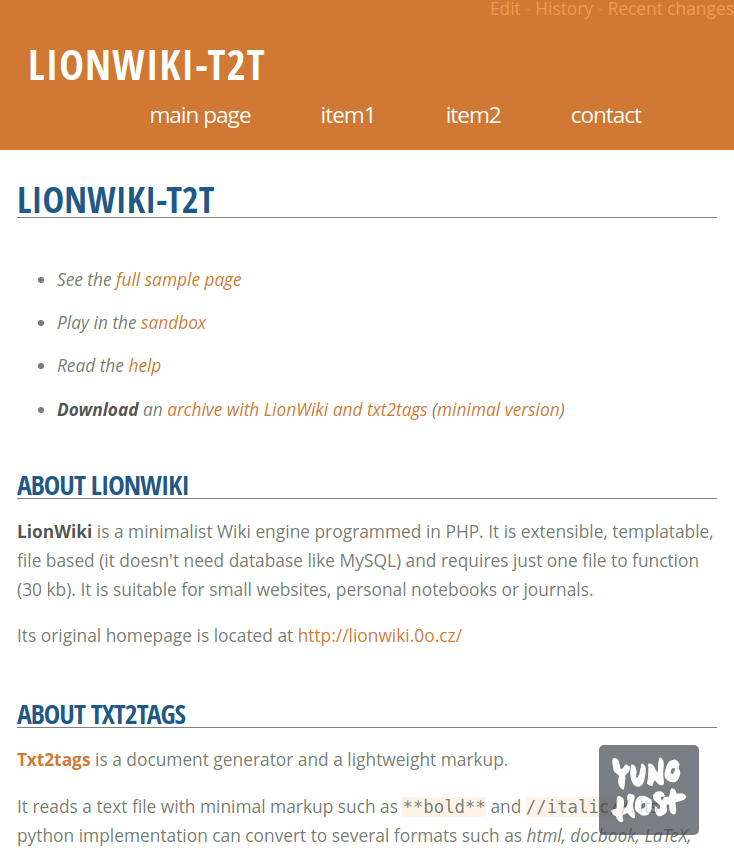 Edit - History - Recent changes
LIONWIKI-T2T
main page item1 item2 contact
LIONWIKI-T2T
See the full sample page
Play in the sandbox
Read the help
Download an archive with LionWiki and txt2tags (minimal version)
ABOUT LIONWIKI
LionWiki is a minimalist Wiki engine programmed in PHP. It is extensible, templatable,
file based (it doesn't need database like MySQL) and requires just one file to function
(30 kb). It is suitable for small websites, personal notebooks or journals.
Its original homepage is located at http://lionwiki.0o.cz/
ABOUT TXT2TAGS
Txt2tags is a document generator and a lightweight markup.
YUNO
HOST
It reads a text file with minimal markup such as **bold** and //italic
python implementation can convert to several formats such as html, docbook, LaTeX,